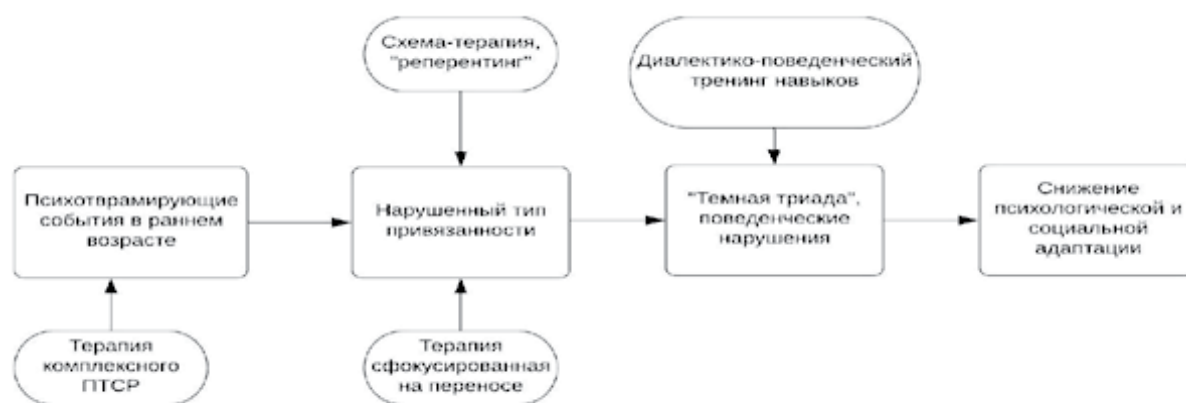 Схема-терапия,
"реперентинг"
Диалектико-поведенческий
тренинг навыков
Психотврамирующие
события в раннем
возрасте
Нарушенный тип
привязанности
"Темная триада",
поведенческие
нарушения
Снижение
психологической и
социальной
адаптации
Терапия
комплексного
ПТСР
Терапия
сфокусированная
на переносе